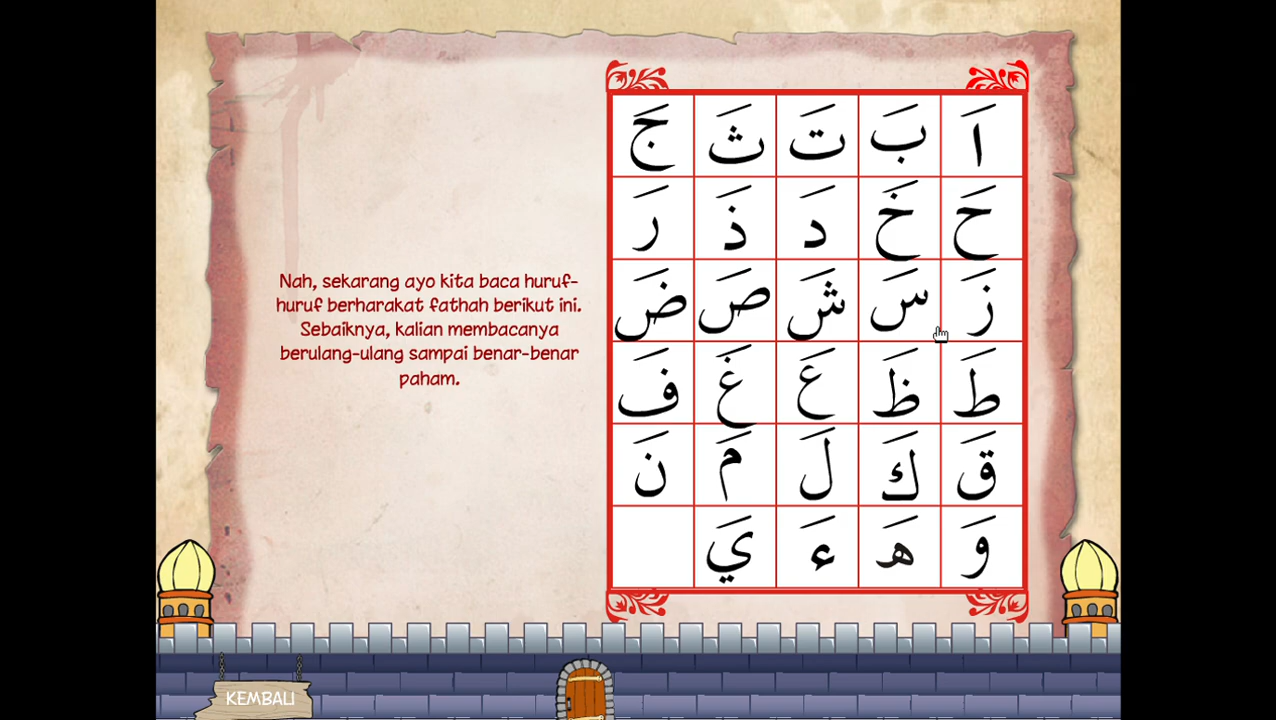 Nah, sekarang ayo kita baca huruf-
huruf berharakat fathah berikut ini.
Sebaiknya, kalian membacanya
berulang-ulang sampai benar-benar
paham.
اَ بَ تَ ثَ جَ
حَ خَ دَ ذَ رَ
زَ سَ شَ صَ ضَ
طَ ظَ عَ غَ فَ
قَ كَ لَ مَ نَ
وَ هَ ءَ يَ
KEMBALI